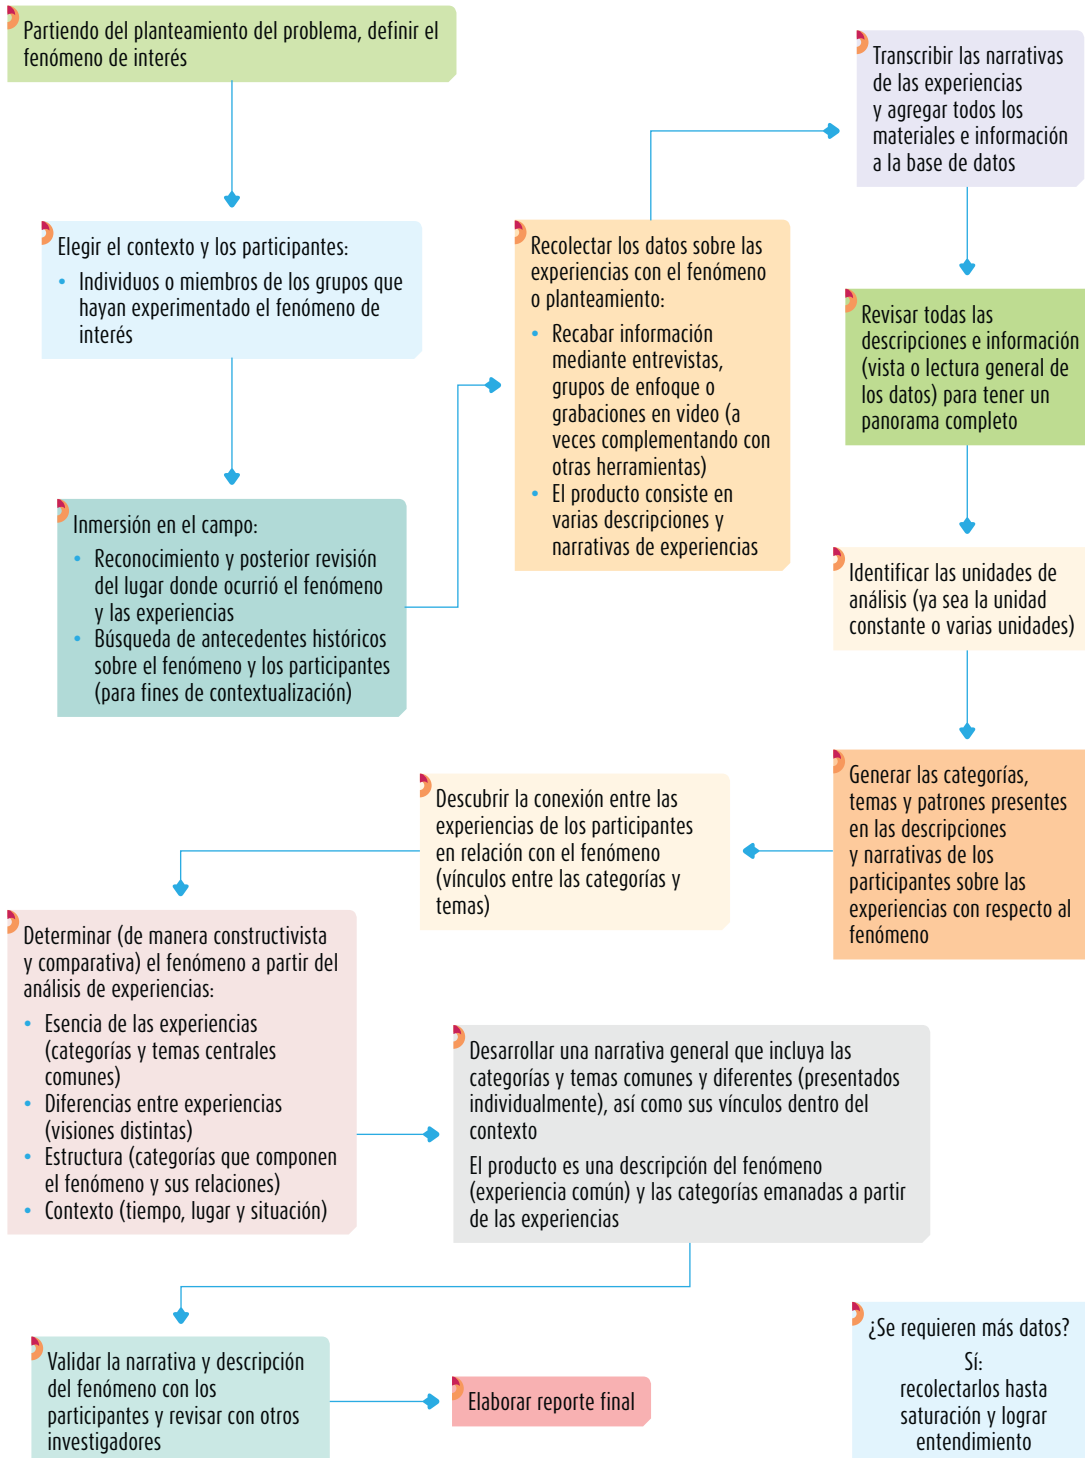 Partiendo del planteamiento del problema, definir el
fenómeno de interés
Elegir el contexto y los participantes:
• Individuos o miembros de los grupos que
hayan experimentado el fenómeno de
interés
Inmersión en el campo:
• Reconocimiento y posterior revisión
del lugar donde ocurrió el fenómeno
y las experiencias
• Búsqueda de antecedentes históricos
sobre el fenómeno y los participantes
(para fines de contextualización)
Recolectar los datos sobre las
experiencias con el fenómeno
o planteamiento:
• Recabar información
mediante entrevistas,
grupos de enfoque o
grabaciones en video (a
veces complementando con
otras herramientas)
• El producto consiste en
varias descripciones y
narrativas de experiencias
Transcribir las narrativas
de las experiencias
y agregar todos los
materiales e información
a la base de datos
Revisar todas las
descripciones e información
(vista o lectura general de
los datos) para tener un
panorama completo
Identificar las unidades de
análisis (ya sea la unidad
constante o varias unidades)
Generar las categorías,
temas y patrones presentes
en las descripciones
y narrativas de los
participantes sobre las
experiencias con respecto al
fenómeno
Descubrir la conexión entre las
experiencias de los participantes
en relación con el fenómeno
(vínculos entre las categorías y
temas)
Determinar (de manera constructivista
y comparativa) el fenómeno a partir del
análisis de experiencias:
• Esencia de las experiencias
(categorías y temas centrales
comunes)
• Diferencias entre experiencias
(visiones distintas)
• Estructura (categorías que componen
el fenómeno y sus relaciones)
• Contexto (tiempo, lugar y situación)
Desarrollar una narrativa general que incluya las
categorías y temas comunes y diferentes (presentados
individualmente), así como sus vínculos dentro del
contexto
El producto es una descripción del fenómeno
(experiencia común) y las categorías emanadas a partir
de las experiencias
Validar la narrativa y descripción
del fenómeno con los
participantes y revisar con otros
investigadores
Elaborar reporte final
¿Se requieren más datos?
Sí:
recolectarlos hasta
saturación y lograr
entendimiento